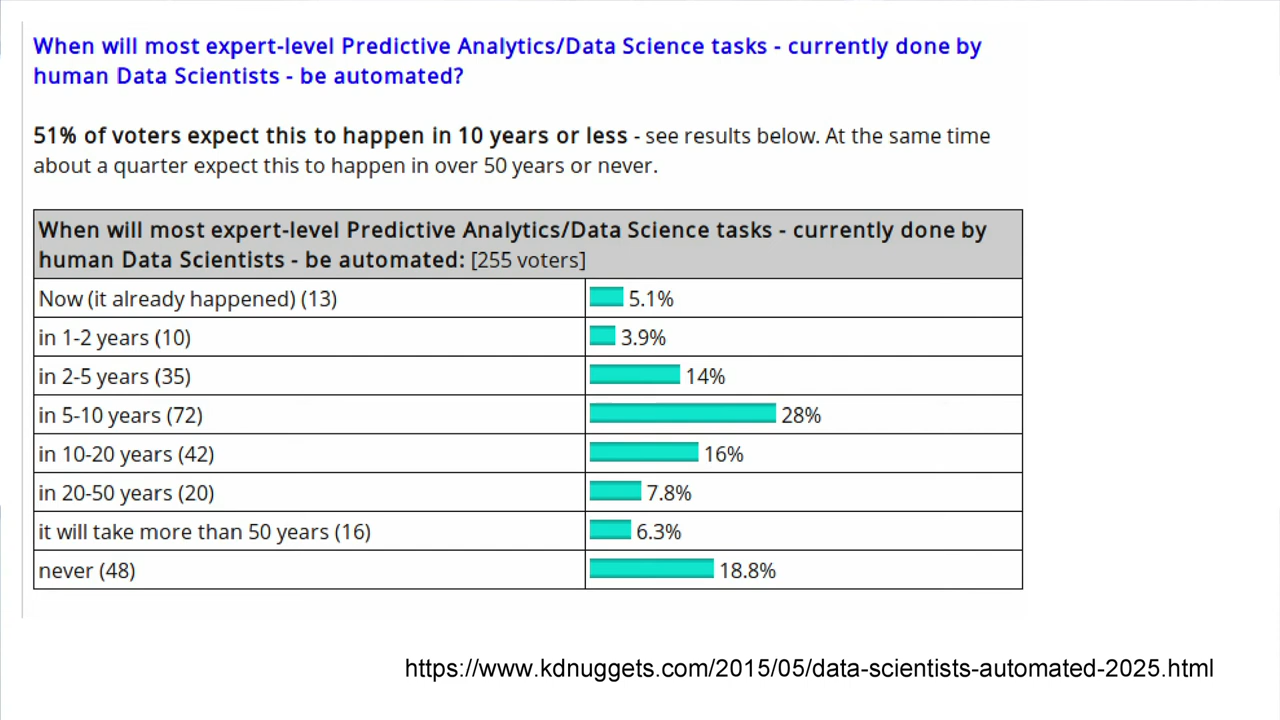 When will most expert-level Predictive Analytics/Data Science tasks - currently done by
human Data Scientists - be automated?
51% of voters expect this to happen in 10 years or less - see results below. At the same time
about a quarter expect this to happen in over 50 years or never.
When will most expert-level Predictive Analytics/Data Science tasks - currently done by
human Data Scientists - be automated: [255 voters]
Now (it already happened) (13) 5.1%
in 1-2 years (10) 3.9%
in 2-5 years (35) 14%
in 5-10 years (72) 28%
in 10-20 years (42) 16%
in 20-50 years (20) 7.8%
it will take more than 50 years (16) 6.3%
never (48) 18.8%
https://www.kdnuggets.com/2015/05/data-scientists-automated-2025.html